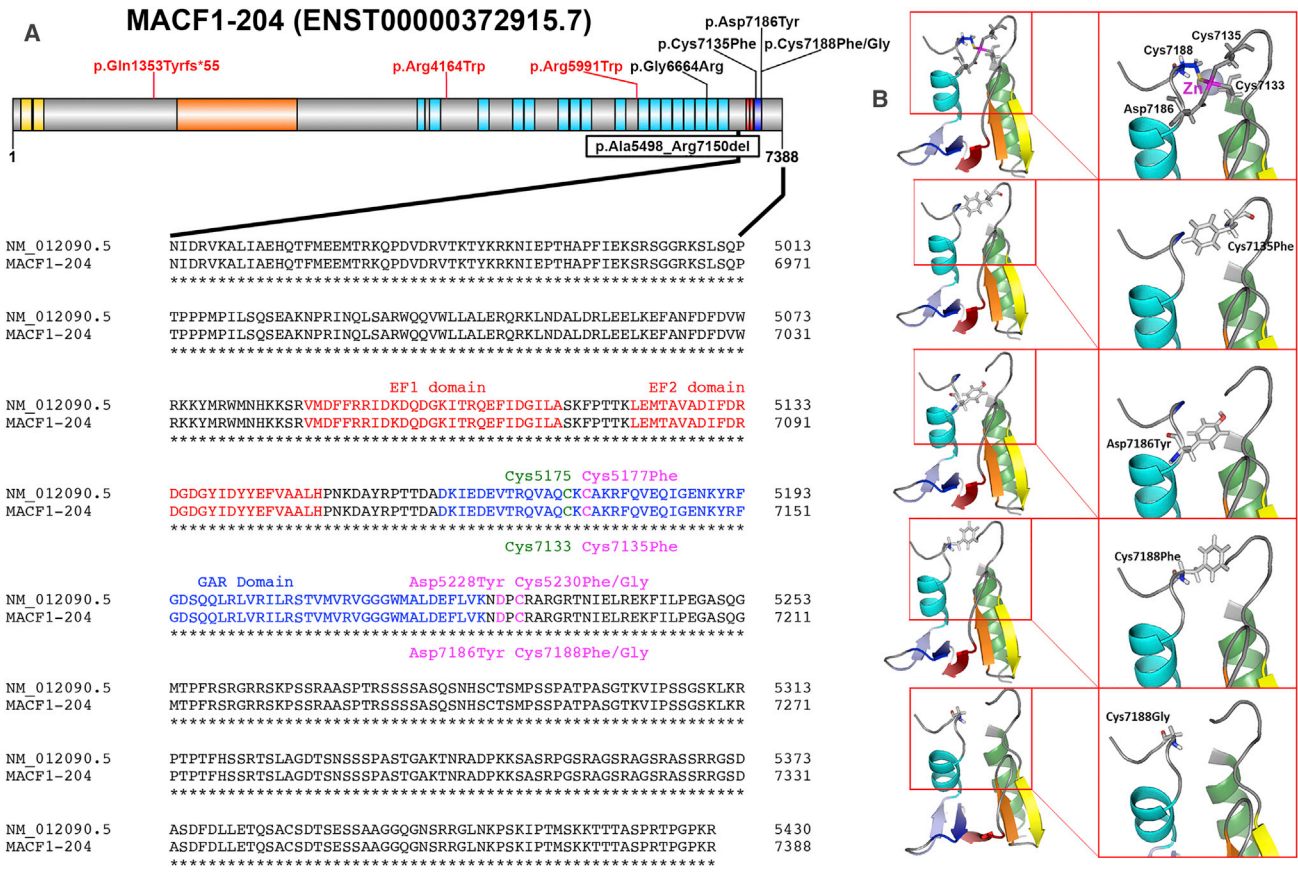 A
MACF1-204 (ENST00000372915.7)
p.Asp7186Tyr
p.Cys7135Phe
p.Cys7188Phe/Gly
p.Gln1353Tyrfs*55
p.Arg4164Trp
p.Arg5991Trp
p.Gly6664Arg
p.Ala5498_Arg7150del
1
7388
NM_012090.5 NIDRVKALIAEHQTFMEEMTRKQPDVDRVTKTYKRKNIEPTHAPFIEKSRSGGRKSLSQP 5013
MACF1-204 NIDRVKALIAEHQTFMEEMTRKQPDVDRVTKTYKRKNIEPTHAPFIEKSRSGGRKSLSQP 6971
************************************************************
NM_012090.5 TPPPMPILSQSEAKNPRINQLSARWQQVWLLALERQRKLNDALDRLEELKEFANFDFDVW 5073
MACF1-204 TPPPMPILSQSEAKNPRINQLSARWQQVWLLALERQRKLNDALDRLEELKEFANFDFDVW 7031
************************************************************
EF1 domain EF2 domain
NM_012090.5 RKKYMRWMNHKKSRVMDFFRRIDKDQDGKITRQEFIDGILASKFPTTKLEMTAVADIFDR 5133
MACF1-204 RKKYMRWMNHKKSRVMDFFRRIDKDQDGKITRQEFIDGILASKFPTTKLEMTAVADIFDR 7091
************************************************************
Cys5175 Cys5177Phe
NM_012090.5 DGDGYIDYYEFVAALHPNKDAYRPTTDADKIEDEVTRQVAQCKCAKRFQVEQIGENKYRF 5193
MACF1-204 DGDGYIDYYEFVAALHPNKDAYRPTTDADKIEDEVTRQVAQCKCAKRFQVEQIGENKYRF 7151
************************************************************
Cys7133 Cys7135Phe
GAR Domain Asp5228Tyr Cys5230Phe/Gly
NM_012090.5 GDSQQLRLVRILRSTVMVRVGGGWMALDEFLVKNDPCRARGRTNIELREKFILPEGASQG 5253
MACF1-204 GDSQQLRLVRILRSTVMVRVGGGWMALDEFLVKNDPCRARGRTNIELREKFILPEGASQG 7211
************************************************************
Asp7186Tyr Cys7188Phe/Gly
NM_012090.5 MTPFRSRGRRSKPSSRAASPTRSSSSASQSNHSCTSMPSSPATPASGTKVIPSSGSKLKR 5313
MACF1-204 MTPFRSRGRRSKPSSRAASPTRSSSSASQSNHSCTSMPSSPATPASGTKVIPSSGSKLKR 7271
************************************************************
NM_012090.5 PTPTFHSSRTSLAGDTSNSSSPASTGAKTNRADPKKSASRPGSRAGSRAGSRASSRRGSD 5373
MACF1-204 PTPTFHSSRTSLAGDTSNSSSPASTGAKTNRADPKKSASRPGSRAGSRAGSRASSRRGSD 7331
************************************************************
NM_012090.5 ASDFDLLETQSACSDTSESSAAGGQGNSRRGLNKPSKIPTMSKKTTTASPRTPGPKR 5430
MACF1-204 ASDFDLLETQSACSDTSESSAAGGQGNSRRGLNKPSKIPTMSKKTTTASPRTPGPKR 7388
*********************************************************
B
Cys7135
Cys7188
Zn
Cys7133
Asp7186
Cys7135Phe
Asp7186Tyr
Cys7188Phe
Cys7188Gly